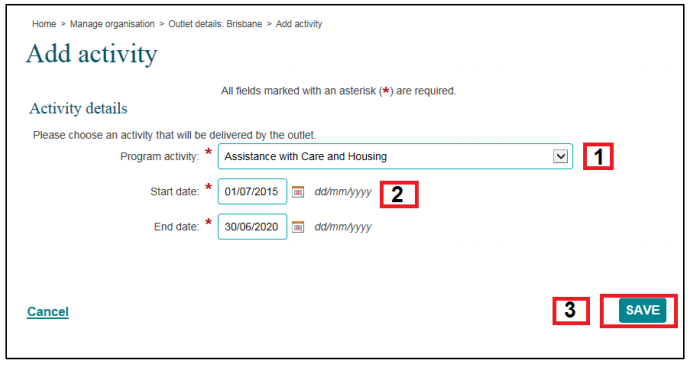 Home > Manage organisation > Outlet details: Brisbane > Add activity
Add activity
All fields marked with an asterisk (*) are required.
Activity details
Please choose an activity that will be delivered by the outlet.
Program activity: * Assistance with Care and Housing 1
Start date: * 01/07/2015 dd/mm/yyyy 2
End date: * 30/06/2020 dd/mm/yyyy
Cancel 3 SAVE